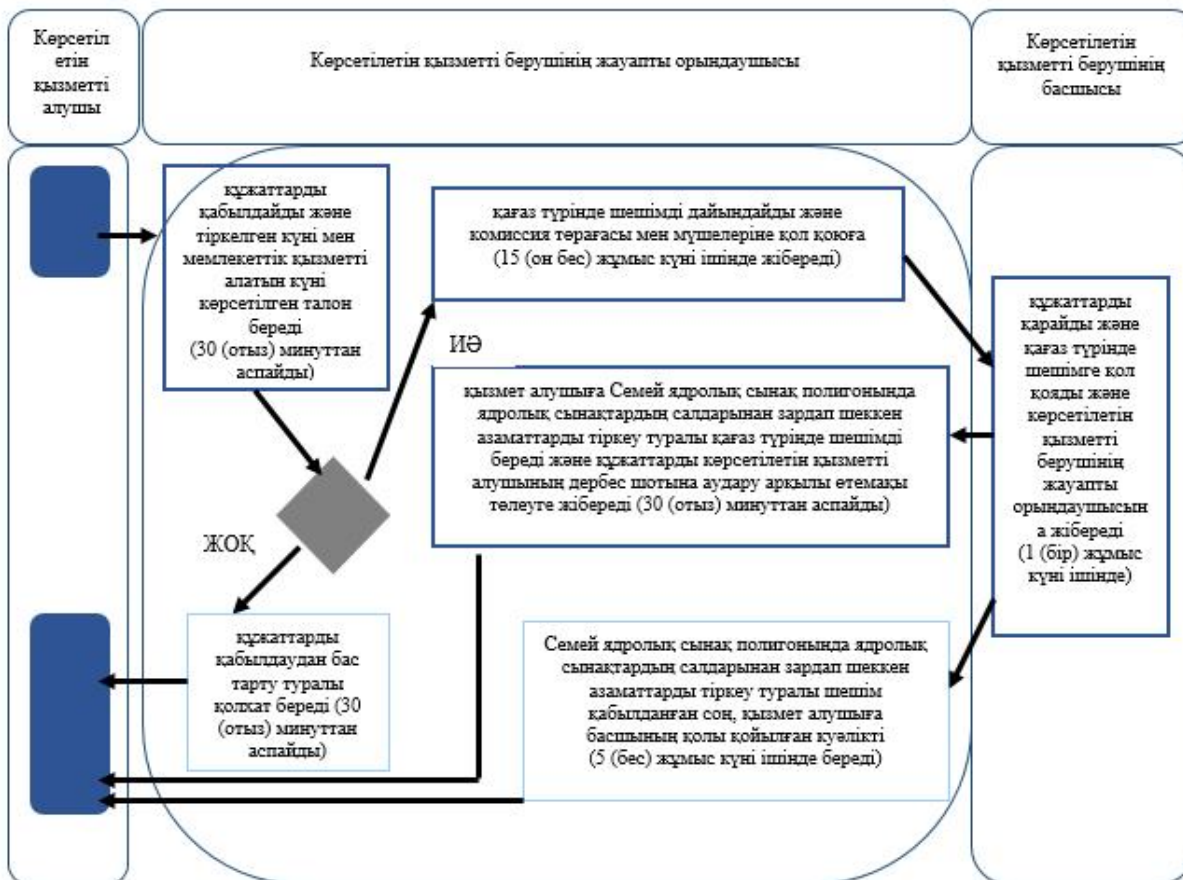 Көрсетіл
етін
қызметті
алушы
Көрсетілетін қызметті берушінің жауапты орындаушысы
Көрсетілетін
қызметті берушінің
басшысы
құжаттарды
қабылдайды және
тіркелген күні мен
мемлекеттік қызметті
алатын күні
көрсетілген талон
береді
(30 (отыз) минуттан
аспайды)
қағаз түрінде шешімді дайындайды және
комиссия төрағасы мен мүшелеріне қол қоюға
(15 (он бес) жұмыс күні ішінде жібереді)
ИӘ
қызмет алушыға Семей ядролық сынақ полигонында
ядролық сынақтардың салдарынан зардап шеккен
азаматтарды тіркеу туралы қағаз түрінде шешімді
береді және құжаттарды көрсетілетін қызметті
алушының дербес шотына аудару арқылы өтемақы
төлеуге жібереді (30 (отыз) минуттан аспайды)
құжаттарды
қарайды және
қағаз түрінде
шешімге қол
қояды және
көрсетілетін
қызметті
берушінің
жауапты
орындаушысын
а жібереді
(1 (бір) жұмыс
күні ішінде)
ЖОҚ
құжаттарды
қабылдаудан бас
тарту туралы
қолхат береді (30
(отыз) минуттан
аспайды)
Семей ядролық сынақ полигонында ядролық
сынақтардың салдарынан зардап шеккен
азаматтарды тіркеу туралы шешім
қабылданған соң, қызмет алушыға
басшының қолы қойылған куәлікті
(5 (бес) жұмыс күні ішінде береді)